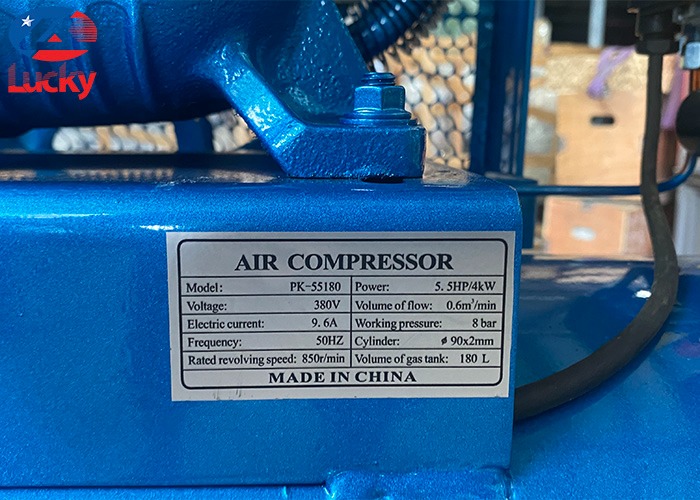 Lucky
AIR COMPRESSOR
Model: PK-55180 Power: 5.5HP/4kW
Voltage: 380V Volume of flow: 0.6m³/min
Electric current: 9.6A Working pressure: 8 bar
Frequency: 50HZ Cylinder: ø 90x2mm
Rated revolving speed: 850r/min Volume of gas tank: 180 L
MADE IN CHINA